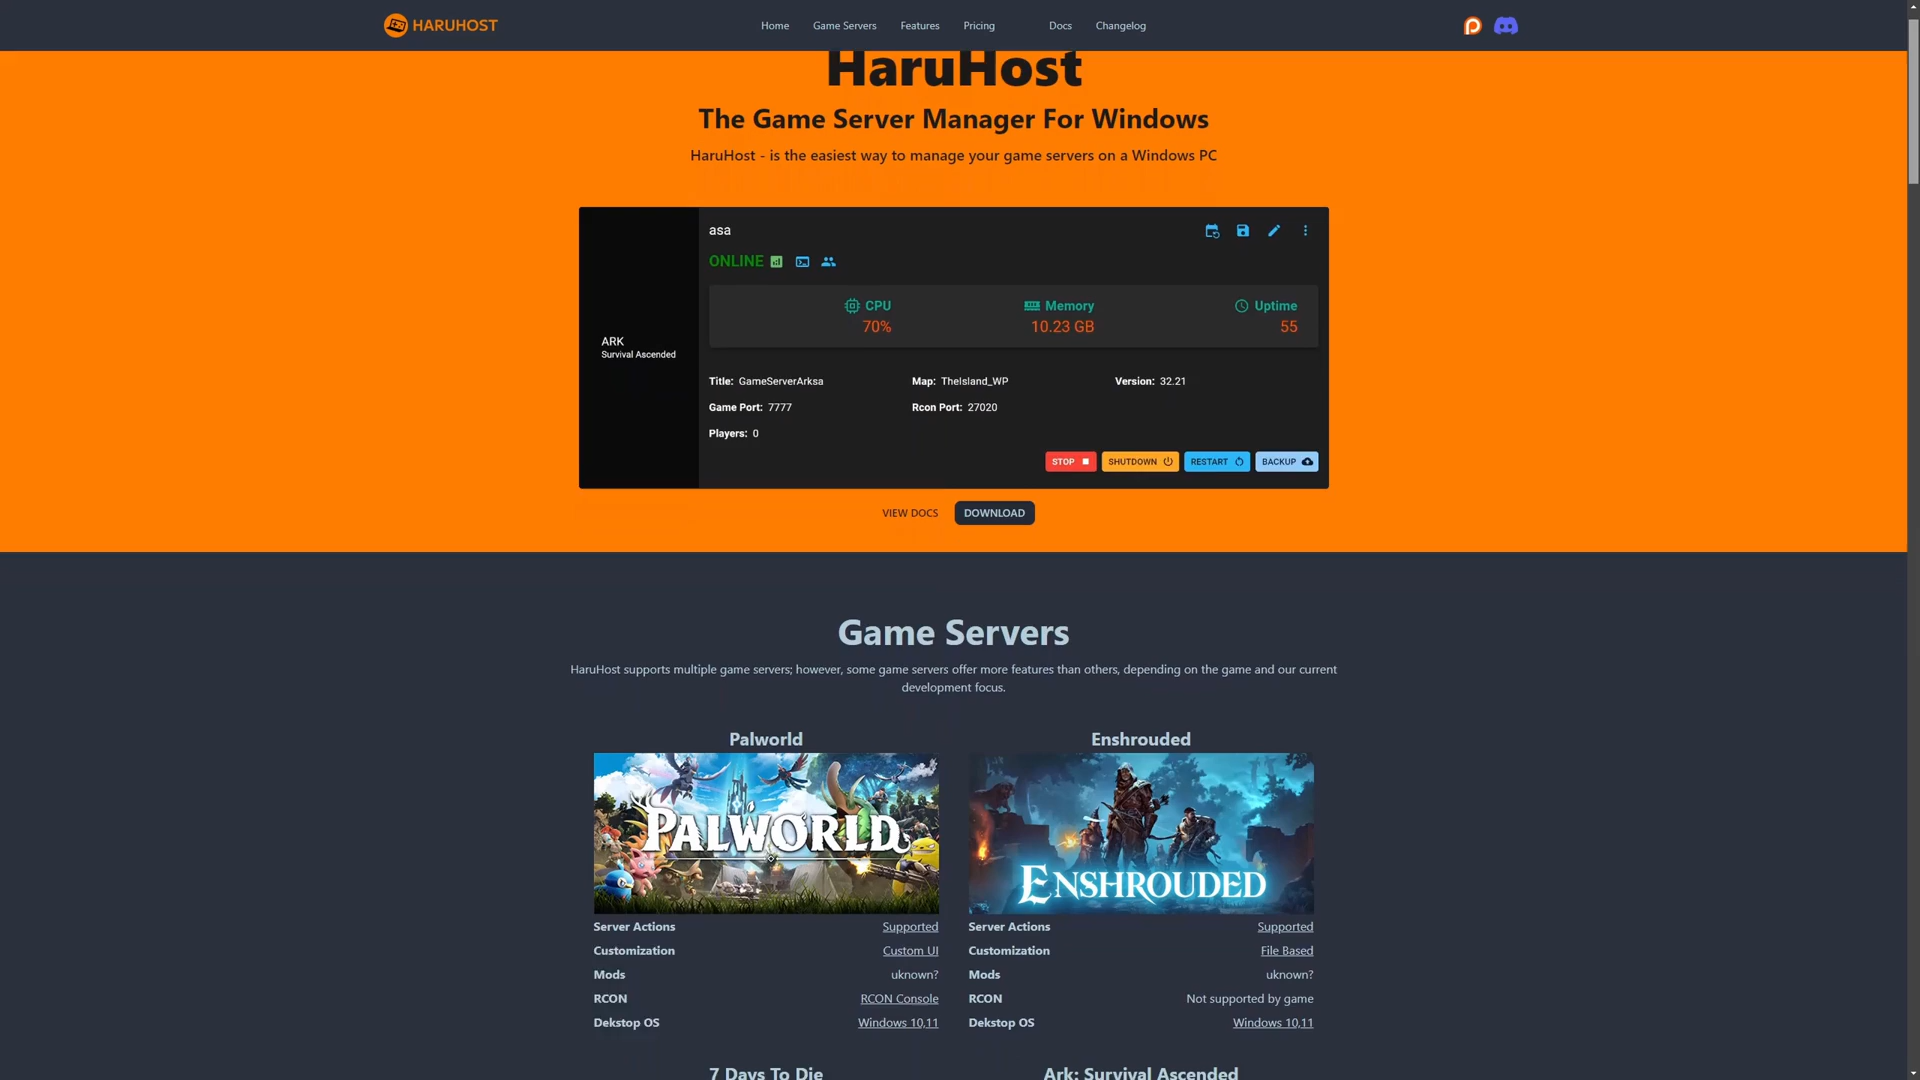 HARUHOST
Home
Game Servers
Features
Pricing
Docs
Changelog
HaruHost
The Game Server Manager For Windows
HaruHost - is the easiest way to manage your game servers on a Windows PC
asa
ONLINE
CPU
Memory
Uptime
70%
10.23 GB
55
ARK
Survival Ascended
Title: GameServerArksa
Map: TheIsland_WP
Version: 32.21
Game Port: 7777
Rcon Port: 27020
Players: 0
STOP
SHUTDOWN
RESTART
BACKUP
VIEW DOCS
DOWNLOAD
Game Servers
HaruHost supports multiple game servers; however, some game servers offer more features than others, depending on the game and our current
development focus.
Palworld
PALWORLD
Server Actions Supported
Customization Custom UI
Mods uknown?
RCON RCON Console
Dekstop OS Windows 10,11
Enshrouded
ENSHROUDED
Server Actions Supported
Customization File Based
Mods uknown?
RCON Not supported by game
Dekstop OS Windows 10,11
7 Days To Die
Ark: Survival Ascended